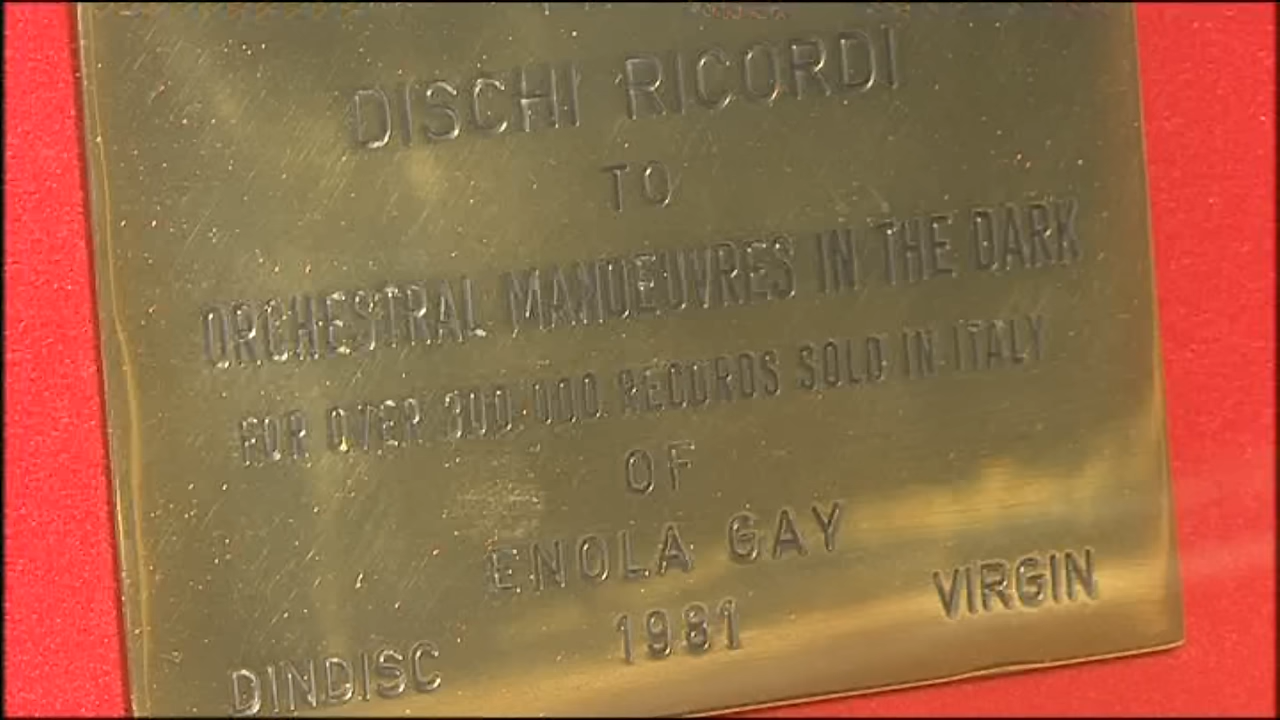 DISCHI RICORDI
TO
ORCHESTRAL MANOEUVRES IN THE DARK
FOR OVER 300.000 RECORDS SOLD IN ITALY
OF
ENOLA GAY
1981
VIRGIN
DINDISC